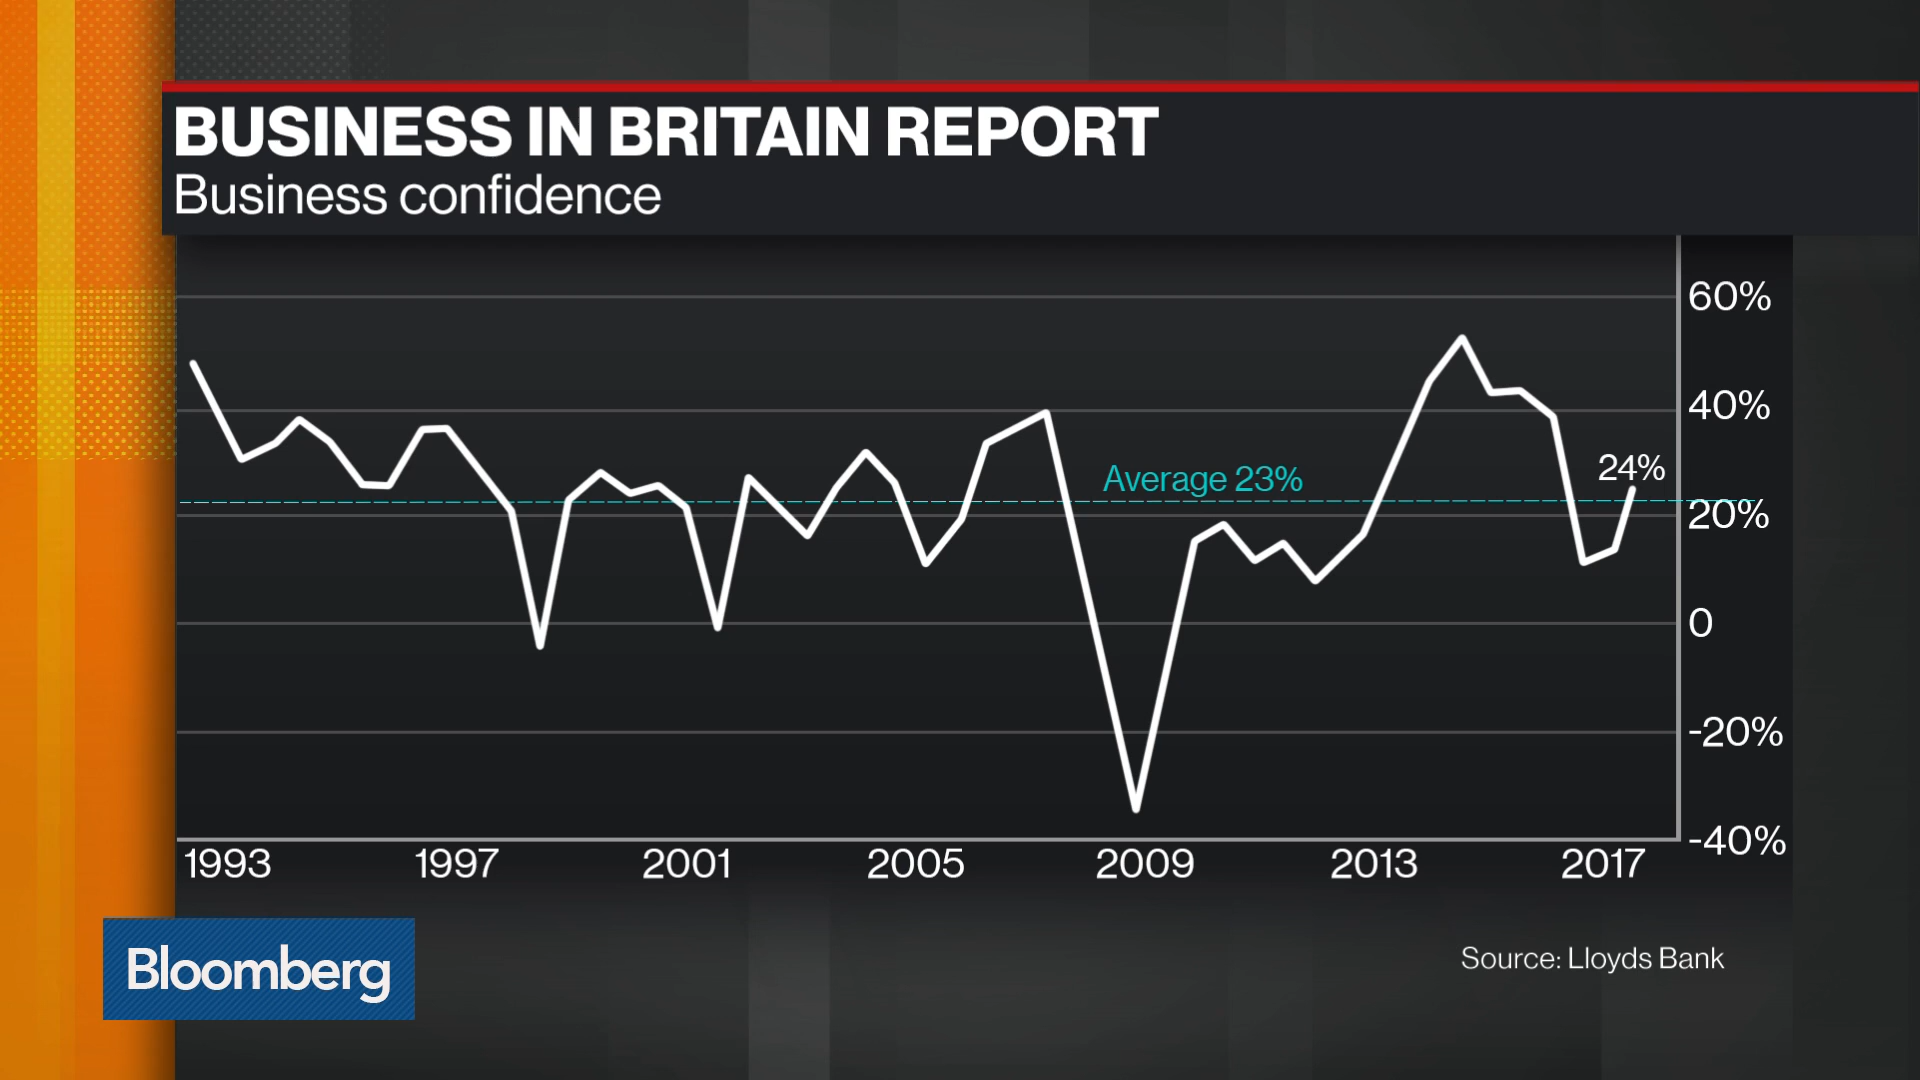 BUSINESS IN BRITAIN REPORT
Business confidence
60%
40%
24%
Average 23%
20%
0
-20%
-40%
1993 1997 2001 2005 2009 2013 2017
Bloomberg
Source: Lloyds Bank